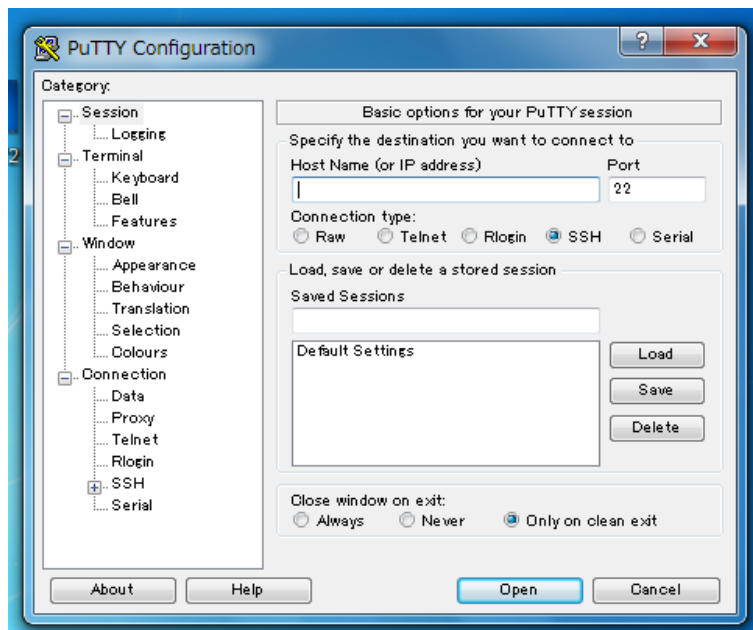 PuTTY Configuration
Category:
Session
Logging
Terminal
Keyboard
Bell
Features
Window
Appearance
Behaviour
Translation
Selection
Colours
Connection
Data
Proxy
Telnet
Rlogin
SSH
Serial
Basic options for your PuTTY session
Specify the destination you want to connect to
Host Name (or IP address) Port
22
Connection type:
Raw Telnet Rlogin SSH Serial
Load, save or delete a stored session
Saved Sessions
Default Settings
Load
Save
Delete
Close window on exit:
Always Never Only on clean exit
About Help Open Cancel
2